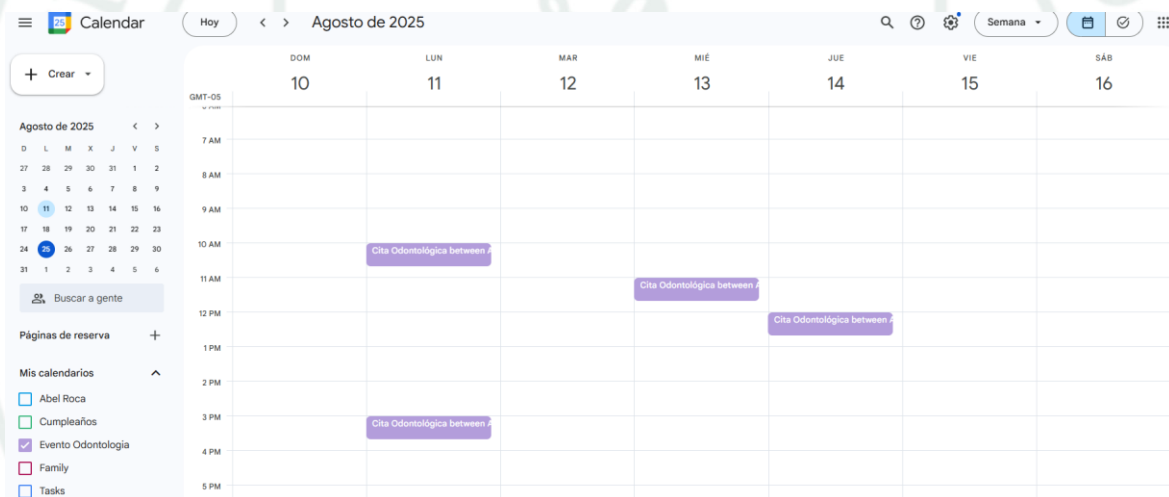 25 Calendar Hoy Agosto de 2025 Semana
Crear
DOM LUN MAR MIÉ JUE VIE SÁB
10 11 12 13 14 15 16
GMT-05
Agosto de 2025
D L M X J V S
27 28 29 30 31 1 2
3 4 5 6 7 8 9
10 11 12 13 14 15 16
17 18 19 20 21 22 23
24 25 26 27 28 29 30
31 1 2 3 4 5 6
Buscar a gente
Páginas de reserva
Mis calendarios
Abel Roca
Cumpleaños
Evento Odontologia
Family
Tasks
7 AM
8 AM
9 AM
10 AM
Cita Odontológica between A
11 AM
Cita Odontológica between A
12 PM
Cita Odontológica between A
1 PM
2 PM
3 PM
Cita Odontológica between A
4 PM
5 PM